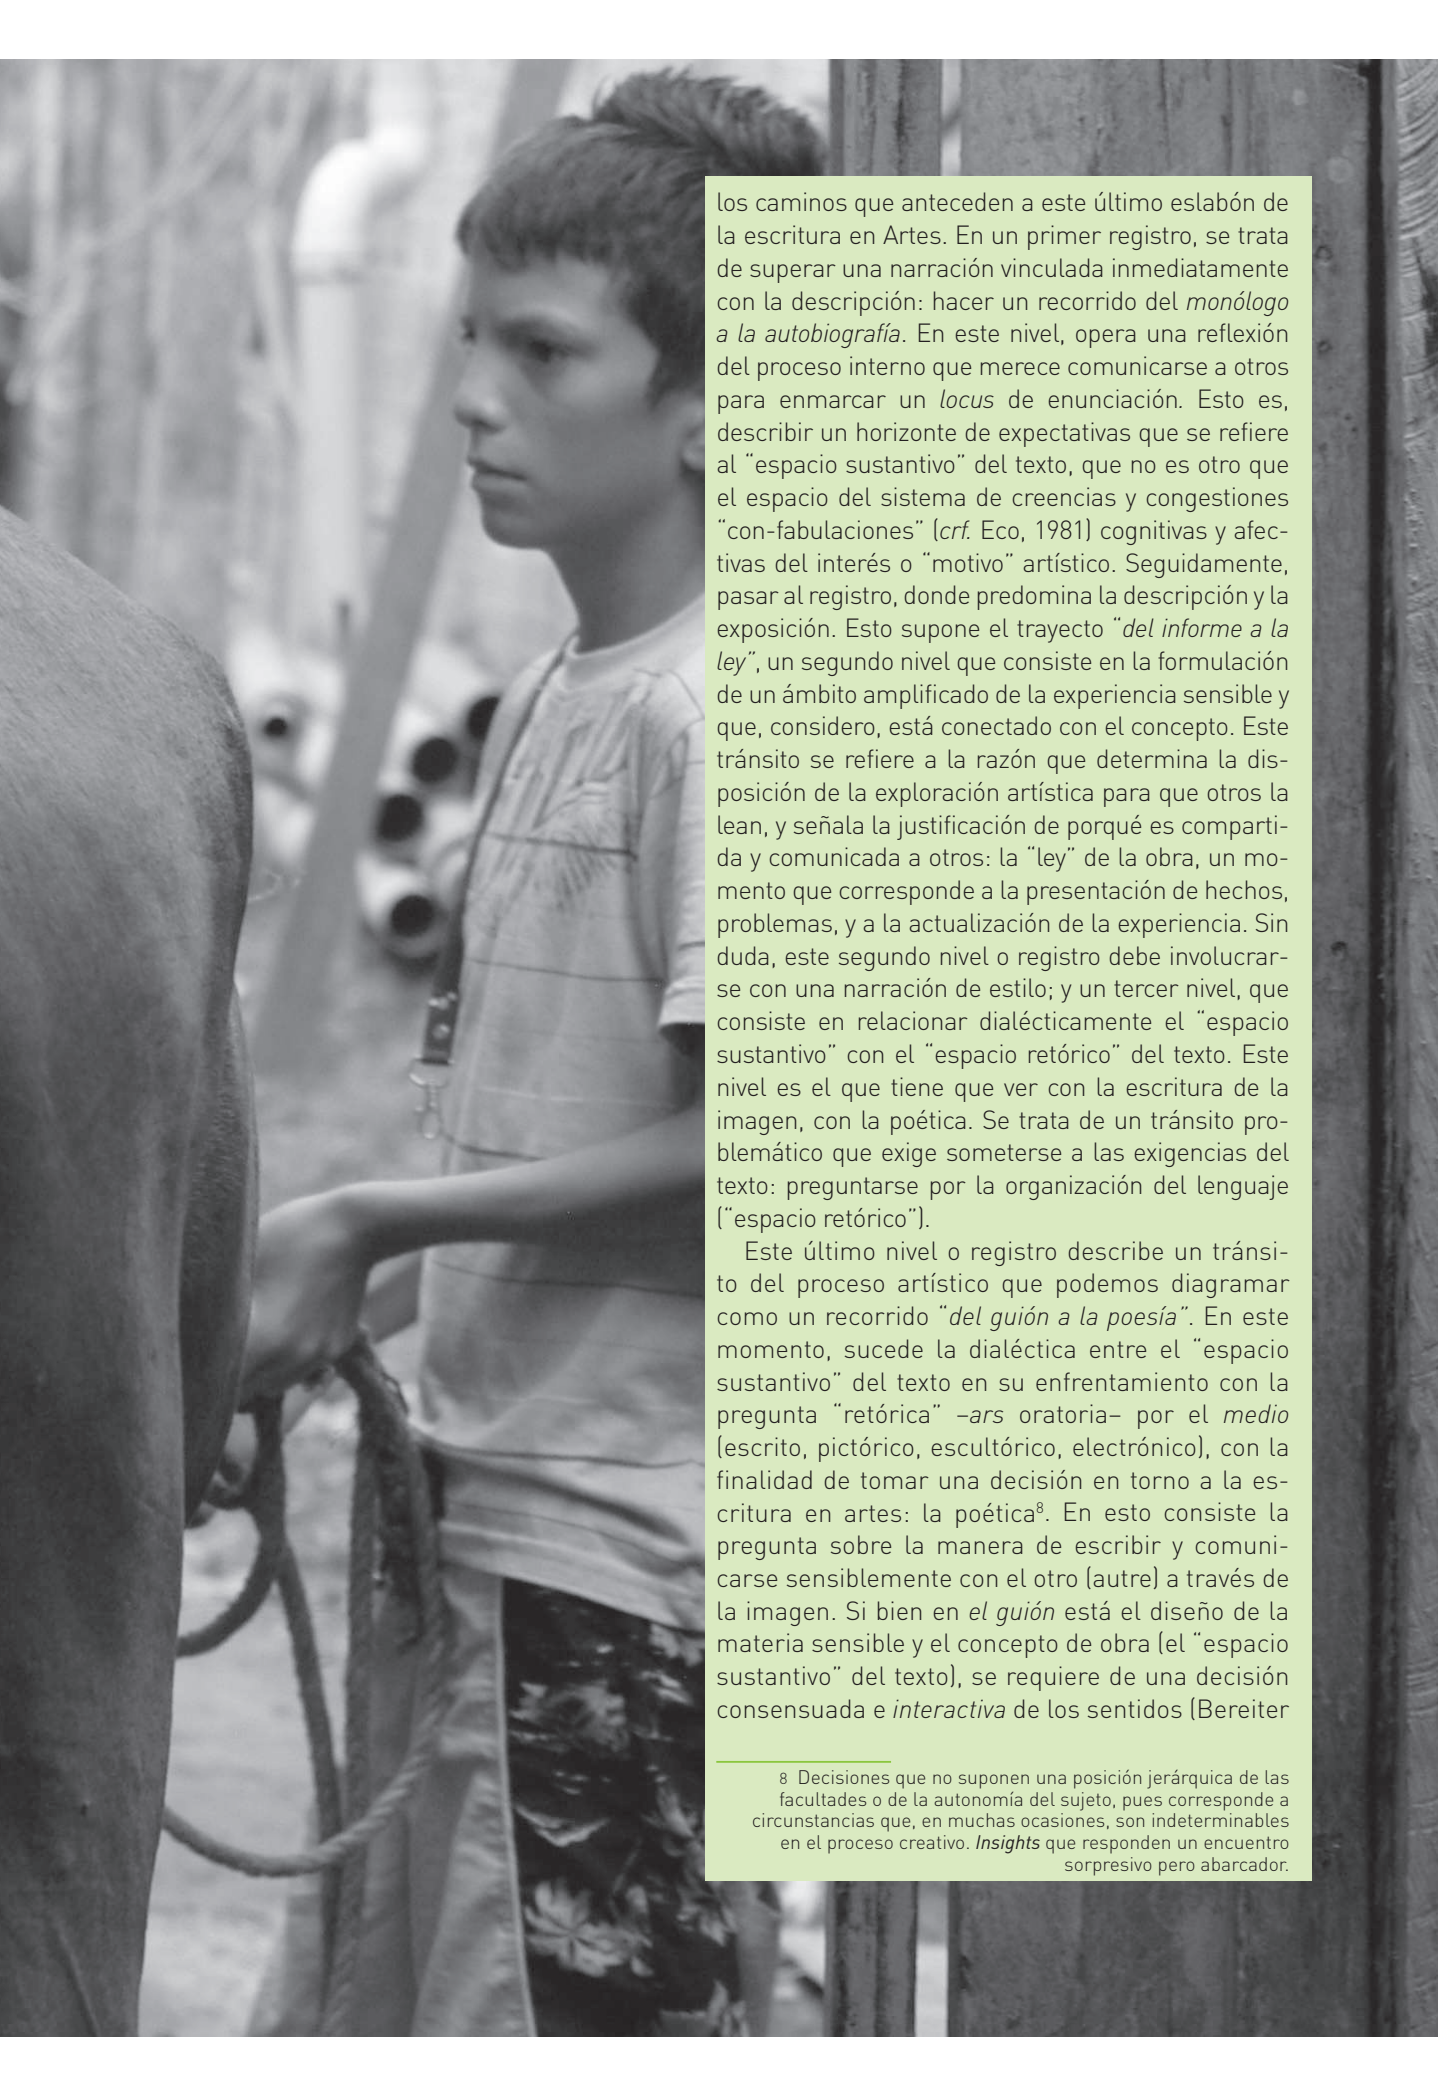 los caminos que anteceden a este último eslabón de
la escritura en Artes. En un primer registro, se trata
de superar una narración vinculada inmediatamente
con la descripción: hacer un recorrido del monólogo
a la autobiografía. En este nivel, opera una reflexión
del proceso interno que merece comunicarse a otros
para enmarcar un locus de enunciación. Esto es,
describir un horizonte de expectativas que se refiere
al “espacio sustantivo” del texto, que no es otro que
el espacio del sistema de creencias y congestiones
“con-fabulaciones” (crf. Eco, 1981) cognitivas y afec-
tivas del interés o “motivo” artístico. Seguidamente,
pasar al registro, donde predomina la descripción y la
exposición. Esto supone el trayecto “del informe a la
ley”, un segundo nivel que consiste en la formulación
de un ámbito amplificado de la experiencia sensible y
que, considero, está conectado con el concepto. Este
tránsito se refiere a la razón que determina la dis-
posición de la exploración artística para que otros la
lean, y señala la justificación de porqué es comparti-
da y comunicada a otros: la “ley” de la obra, un mo-
mento que corresponde a la presentación de hechos,
problemas, y a la actualización de la experiencia. Sin
duda, este segundo nivel o registro debe involucrar-
se con una narración de estilo; y un tercer nivel, que
consiste en relacionar dialécticamente el “espacio
sustantivo” con el “espacio retórico” del texto. Este
nivel es el que tiene que ver con la escritura de la
imagen, con la poética. Se trata de un tránsito pro-
blemático que exige someterse a las exigencias del
texto: preguntarse por la organización del lenguaje
(“espacio retórico”).
Este último nivel o registro describe un tránsi-
to del proceso artístico que podemos diagramar
como un recorrido “del guión a la poesía”. En este
momento, sucede la dialéctica entre el “espacio
sustantivo” del texto en su enfrentamiento con la
pregunta “retórica” –ars oratoria– por el medio
(escrito, pictórico, escultórico, electrónico), con la
finalidad de tomar una decisión en torno a la es-
critura en artes: la poética8. En esto consiste la
pregunta sobre la manera de escribir y comuni-
carse sensiblemente con el otro (autre) a través de
la imagen. Si bien en el guión está el diseño de la
materia sensible y el concepto de obra (el “espacio
sustantivo” del texto), se requiere de una decisión
consensuada e interactiva de los sentidos (Bereiter
8 Decisiones que no suponen una posición jerárquica de las
facultades o de la autonomía del sujeto, pues corresponde a
circunstancias que, en muchas ocasiones, son indeterminables
en el proceso creativo. Insights que responden un encuentro
sorpresivo pero abarcador.